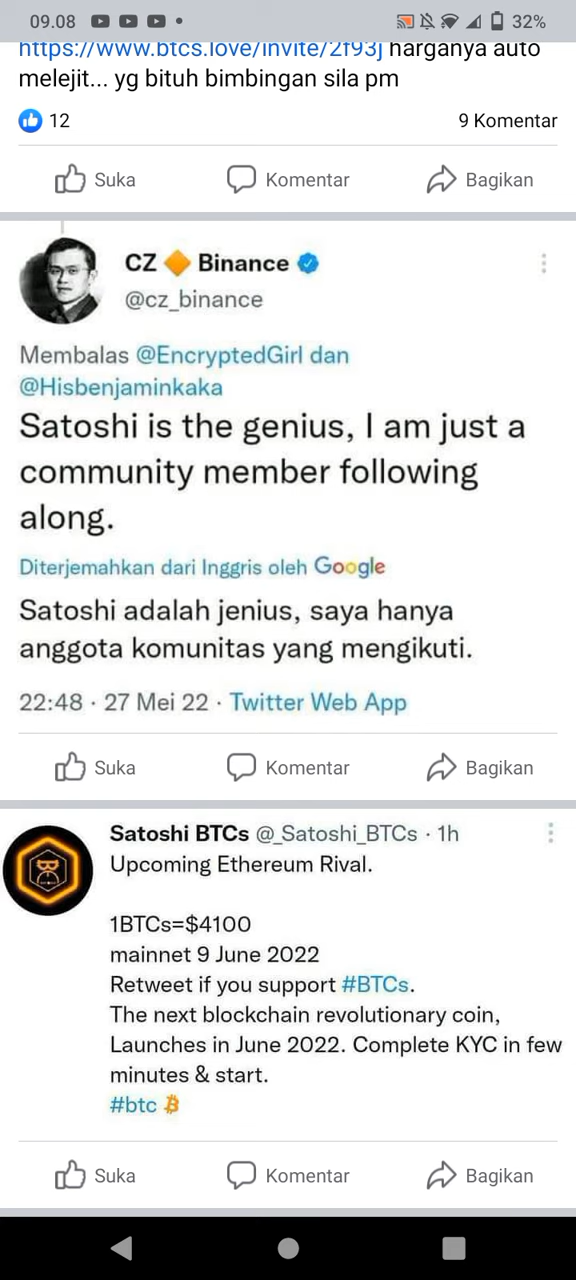 09.08
32%
https://www.btcs.love/invite/2f93j harganya auto
melejit... yg bituh bimbingan sila pm
12
9 Komentar
Suka
Komentar
Bagikan
CZ 🔶 Binance
@cz_binance
Membalas @EncryptedGirl dan
@Hisbenjaminkaka
Satoshi is the genius, I am just a
community member following
along.
Diterjemahkan dari Inggris oleh Google
Satoshi adalah jenius, saya hanya
anggota komunitas yang mengikuti.
22:48 · 27 Mei 22 · Twitter Web App
Suka
Komentar
Bagikan
Satoshi BTCs @_Satoshi_BTCs · 1h
Upcoming Ethereum Rival.
1BTCs=$4100
mainnet 9 June 2022
Retweet if you support #BTCs.
The next blockchain revolutionary coin,
Launches in June 2022. Complete KYC in few
minutes & start.
#btc
Suka
Komentar
Bagikan